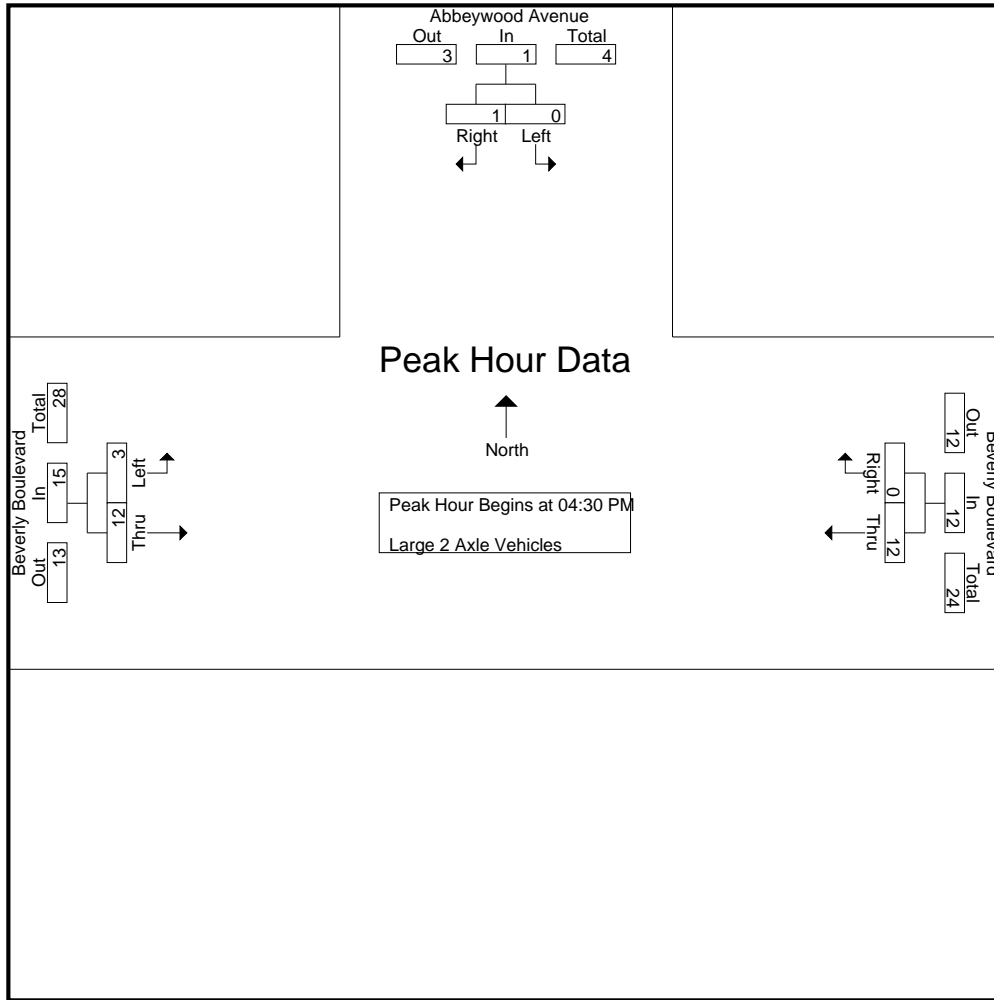 Abbeywood Avenue
Out In Total
3 1 4
1 0
Right Left
Peak Hour Data
North
Peak Hour Begins at 04:30 PM
Large 2 Axle Vehicles
Beverly Boulevard
Out In Total
13 15 28
12 3
Thru Left
Beverly Boulevard
Out In Total
12 12 24
0 12
Right Thru